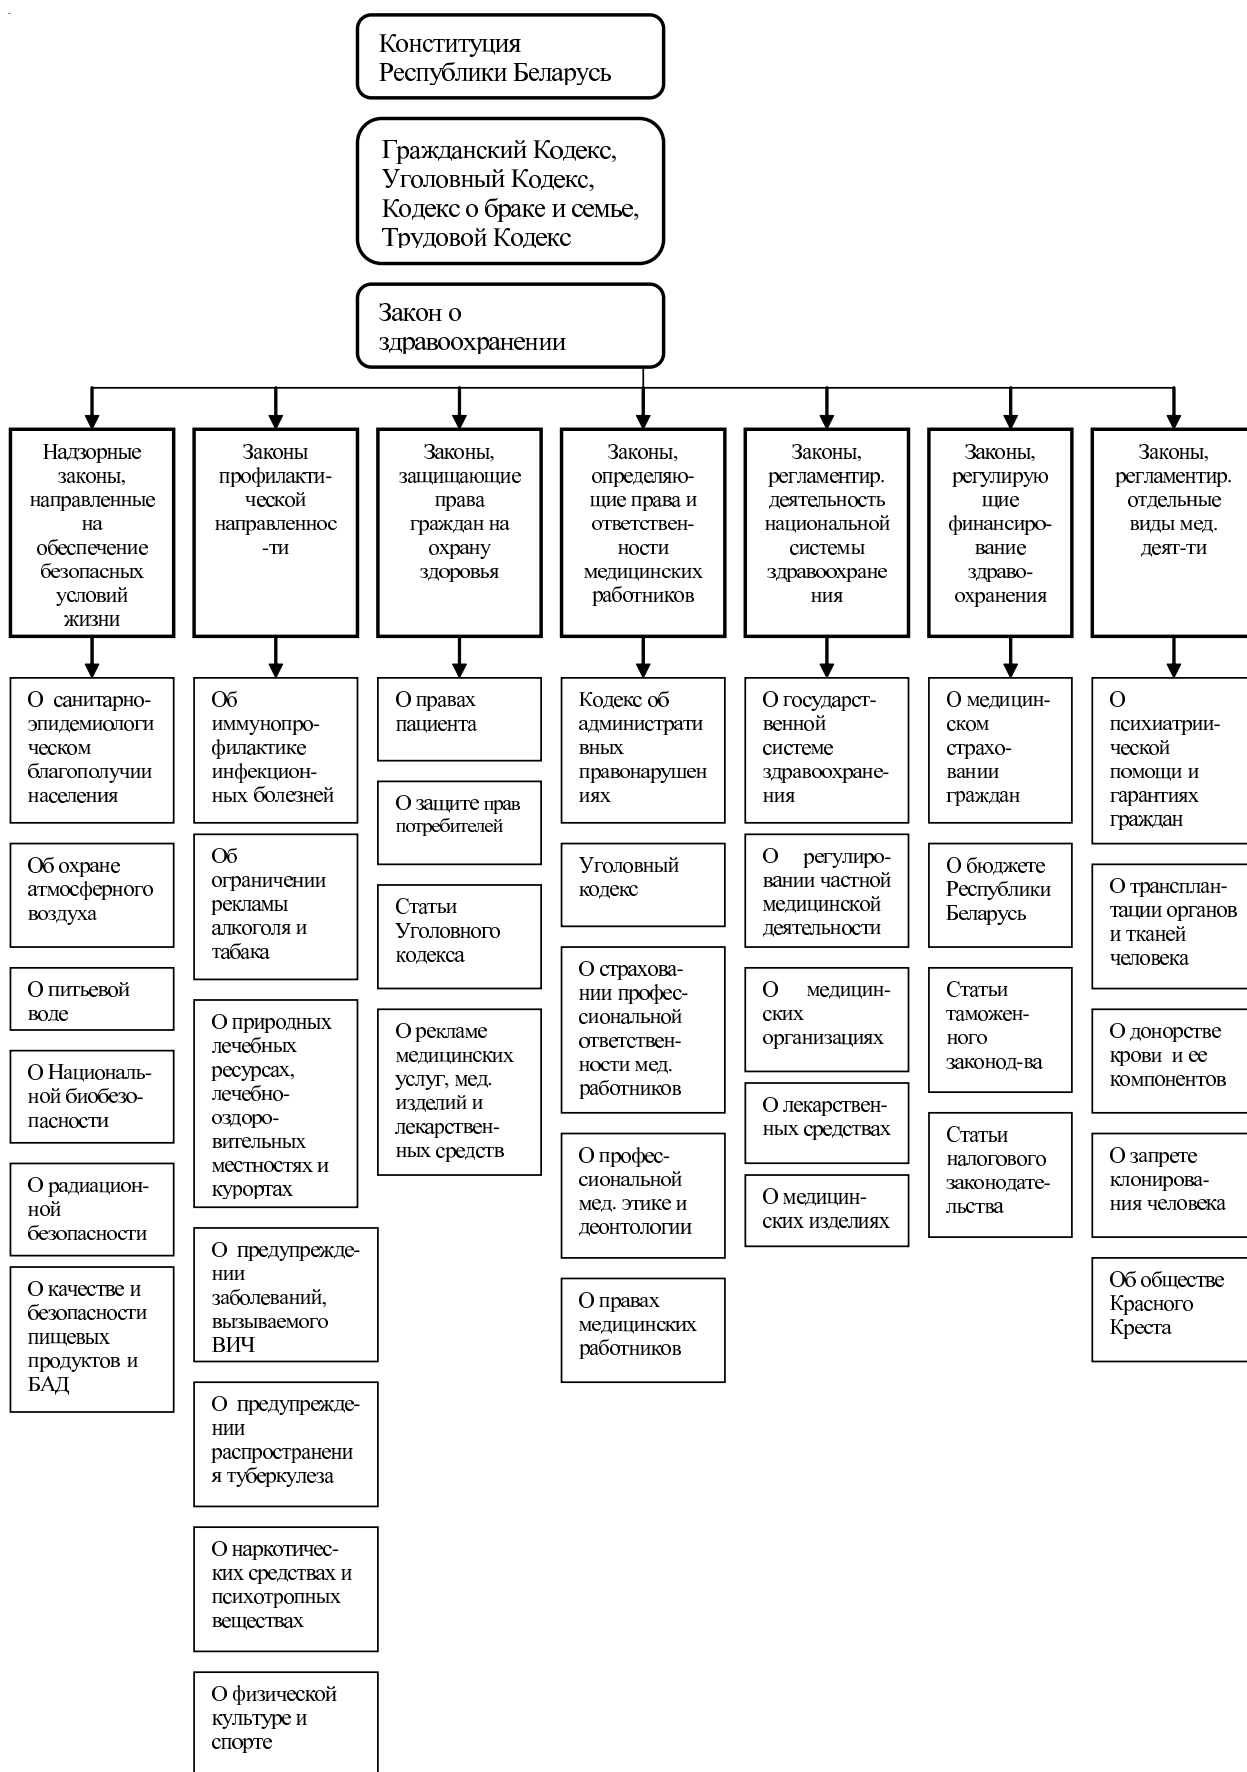 Конституция
Республики Беларусь
Гражданский Кодекс,
Уголовный Кодекс,
Кодекс о браке и семье,
Трудовой Кодекс
Закон о
здравоохранении
Надзорные
законы,
направленные
на
обеспечение
безопасных
условий
жизни
Законы
профилакти-
ческой
направленнос
-ти
Законы,
защищающие
права
граждан на
охрану
здоровья
Законы,
определяю-
щие права и
ответствен-
ности
медицинских
работников
Законы,
регламентир.
деятельность
национальной
системы
здравоохране
ния
Законы,
регулирую
щие
финансиро-
вание
здраво-
охранения
Законы,
регламентир.
отдельные
виды мед.
деят-ти
О санитарно-
эпидемиологи
ческом
благополучии
населения
Об охране
атмосферного
воздуха
О питьевой
воде
О Националь-
ной биобезо-
пасности
О радиацион-
ной
безопасности
О качестве и
безопасности
пищевых
продуктов и
БАД
Об
иммунопро-
филактике
инфекцион-
ных болезней
Об
ограничении
рекламы
алкоголя и
табака
О природных
лечебных
ресурсах,
лечебно-
оздоро-
вительных
местностях и
курортах
О предупрежде-
нии
заболеваний,
вызываемого
ВИЧ
О предупрежде-
нии
распространени
я туберкулеза
О наркотичес-
ких средствах и
психотропных
веществах
О физической
культуре и
спорте
О правах
пациента
О защите прав
потребителей
Статьи
Уголовного
кодекса
О рекламе
медицинских
услуг, мед.
изделий и
лекарствен-
ных средств
Кодекс об
администрати
вных
правонарушен
иях
Уголовный
кодекс
О страхова-
нии профес-
сиональной
ответствен-
ности мед.
работников
О профес-
сиональной
мед. этике и
деонтологии
О правах
медицинских
работников
О государст-
венной
системе
здравоохране-
ния
О регулиро-
вании частной
медицинской
деятельности
О медицин-
ских
организациях
О лекарствен-
ных средствах
О медицин-
ских изделиях
О медицин-
ском
страхо-
вании
граждан
О бюджете
Республики
Беларусь
Статьи
таможен-
ного
законод-ва
Статьи
налогового
законодате-
льства
О
психиатрии-
ческой
помощи и
гарантиях
граждан
О трансплан-
тации органов
и тканей
человека
О донорстве
крови и ее
компонентов
О запрете
клонирова-
ния человека
Об обществе
Красного
Креста